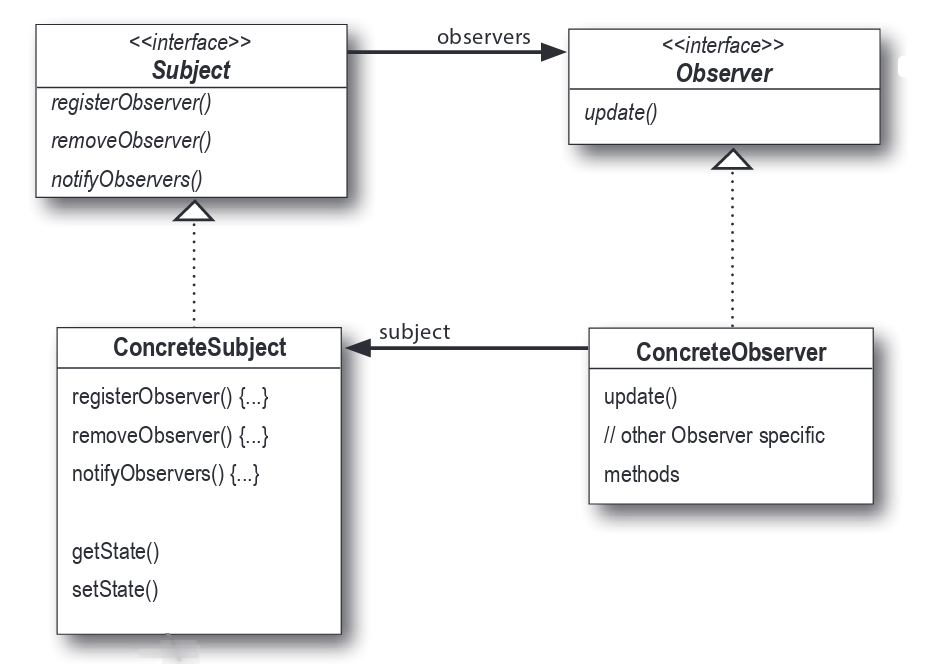 <<interface>>
Subject
registerObserver()
removeObserver()
notifyObservers()
observers
<<interface>>
Observer
update()
ConcreteSubject
registerObserver() {...}
removeObserver() {...}
notifyObservers() {...}
getState()
setState()
subject
ConcreteObserver
update()
// other Observer specific
methods